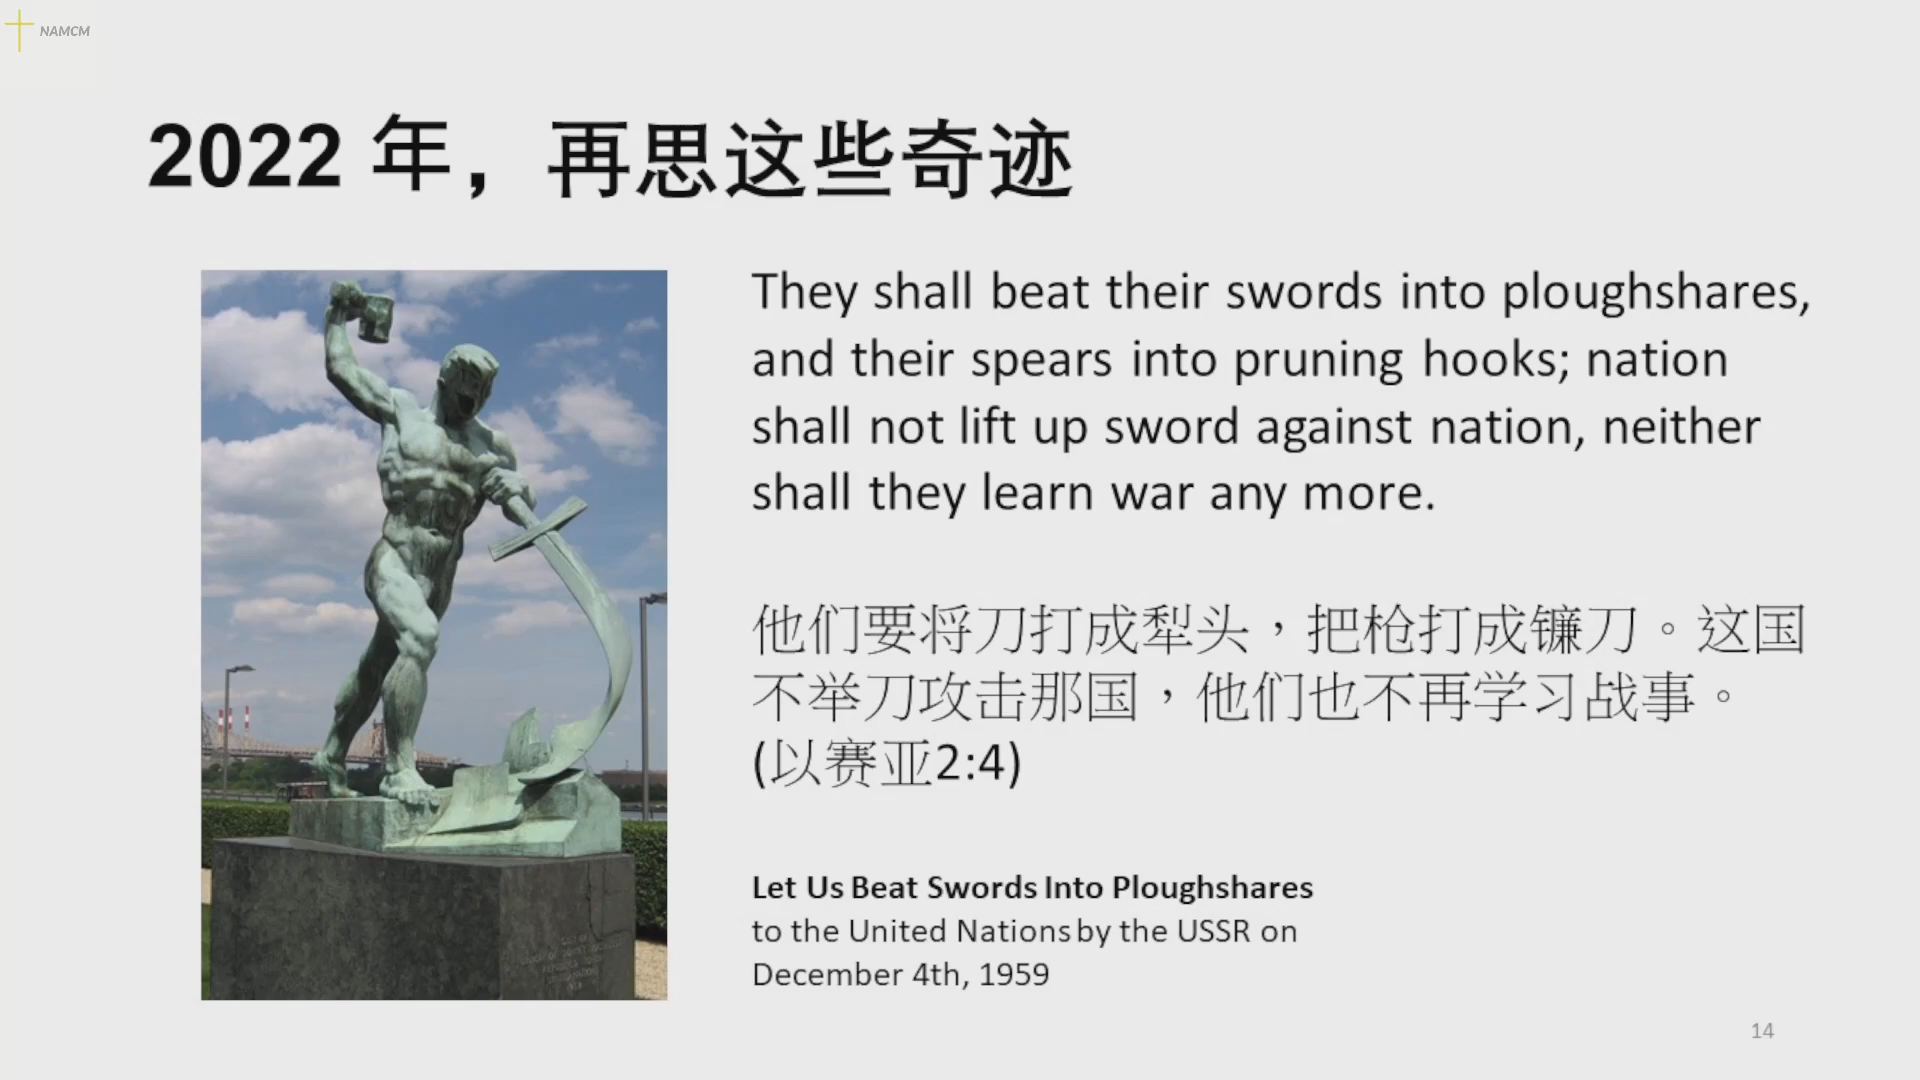 NAMCM
2022 年，再思这些奇迹
They shall beat their swords into ploughshares,
and their spears into pruning hooks; nation
shall not lift up sword against nation, neither
shall they learn war any more.
他们要将刀打成犁头，把枪打成镰刀。这国
不举刀攻击那国，他们也不再学习战事。
(以赛亚2:4)
Let Us Beat Swords Into Ploughshares
to the United Nations by the USSR on
December 4th, 1959
14